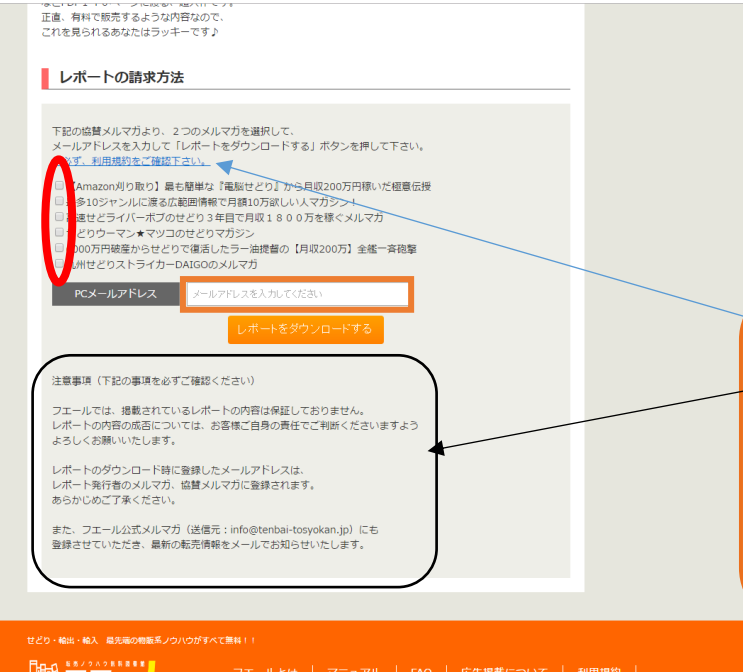 正直、有料で販売するような内容なので、
これを見られるあなたはラッキーです♪
レポートの請求方法
下記の協賛メルマガより、２つのメルマガを選択して、
メールアドレスを入力して「レポートをダウンロードする」ボタンを押して下さい。
必ず、利用規約をご確認下さい。
【Amazon刈り取り】最も簡単な『電脳せどり』から月収200万円稼いだ極意伝授
多10ジャンルに渡る広範囲情報で月額10万欲しい人マガジン！
速せどライバーボブのせどり３年目で月収１８００万を稼ぐメルマガ
どりウーマン★マツコのせどりマガジン
000万円破産からせどりで復活したラー油提督の【月収200万】全艦一斉砲撃
州せどりストライカーDAIGOのメルマガ
PCメールアドレス
メールアドレスを入力してください
レポートをダウンロードする
注意事項（下記の事項を必ずご確認ください）
フエールでは、掲載されているレポートの内容は保証しておりません。
レポートの内容の成否については、お客様ご自身の責任でご判断くださいますよう
よろしくお願いいたします。
レポートのダウンロード時に登録したメールアドレスは、
レポート発行者のメルマガ、協賛メルマガに登録されます。
あらかじめご了承ください。
また、フエール公式メルマガ（送信元：info@tenbai-tosyokan.jp）にも
登録させていただき、最新の転売情報をメールでお知らせいたします。
せどり・輸出・輸入　最先端の物販系ノウハウがすべて無料！！
フエールとは | マニュアル | FAQ | 広告掲載について | 利用規約 |